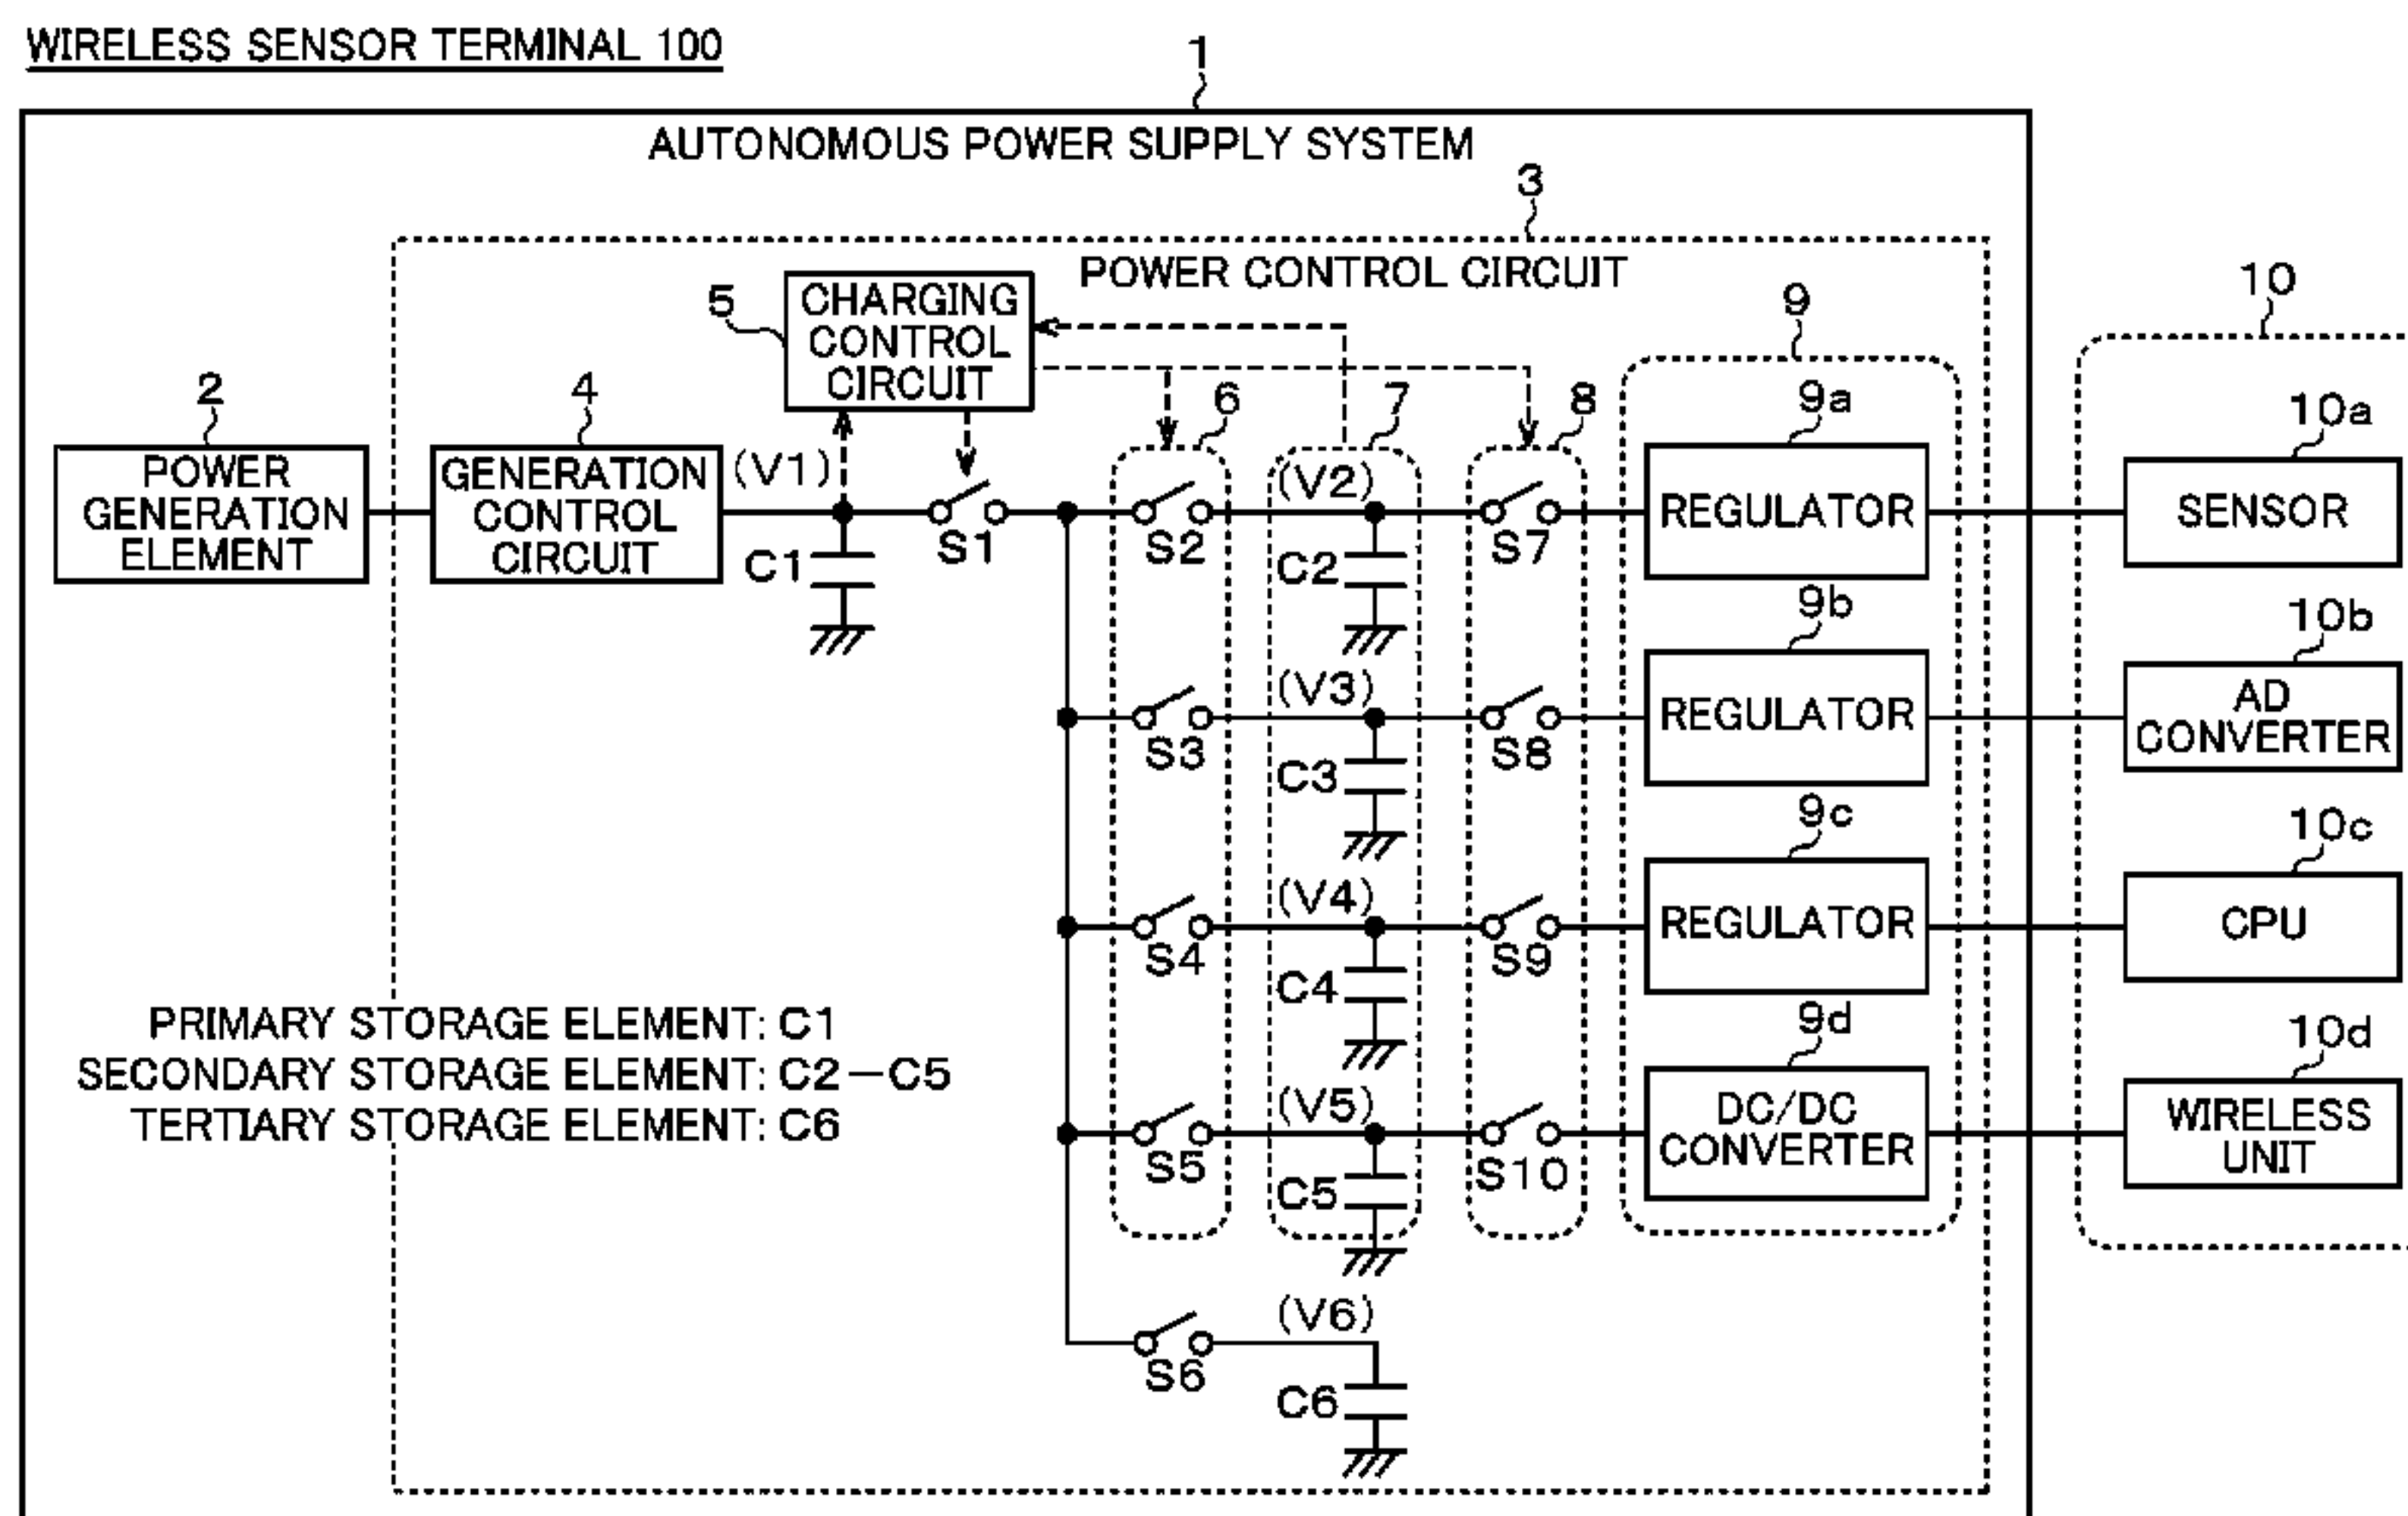 WIRELESS SENSOR TERMINAL 100
1
AUTONOMOUS POWER SUPPLY SYSTEM
3
POWER CONTROL CIRCUIT
5
CHARGING
CONTROL
CIRCUIT
10
9
2
4
6
7
8
9a
10a
POWER
GENERATION
ELEMENT
GENERATION
CONTROL
CIRCUIT
(V1)
(V2)
REGULATOR
SENSOR
C1
S1
S2
C2
S7
9b
10b
(V3)
REGULATOR
AD
CONVERTER
S3
C3
S8
9c
10c
(V4)
REGULATOR
CPU
S4
C4
S9
PRIMARY STORAGE ELEMENT: C1
SECONDARY STORAGE ELEMENT: C2-C5
TERTIARY STORAGE ELEMENT: C6
9d
10d
(V5)
DC/DC
CONVERTER
WIRELESS
UNIT
S5
C5
S10
(V6)
S6
C6